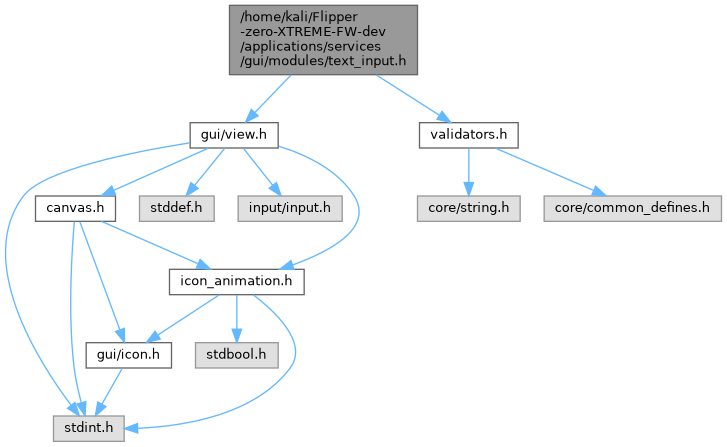 /home/kali/Flipper
-zero-XTREME-FW-dev
/applications/services
/gui/modules/text_input.h
gui/view.h
validators.h
canvas.h
stddef.h
input/input.h
core/string.h
core/common_defines.h
icon_animation.h
gui/icon.h
stdbool.h
stdint.h